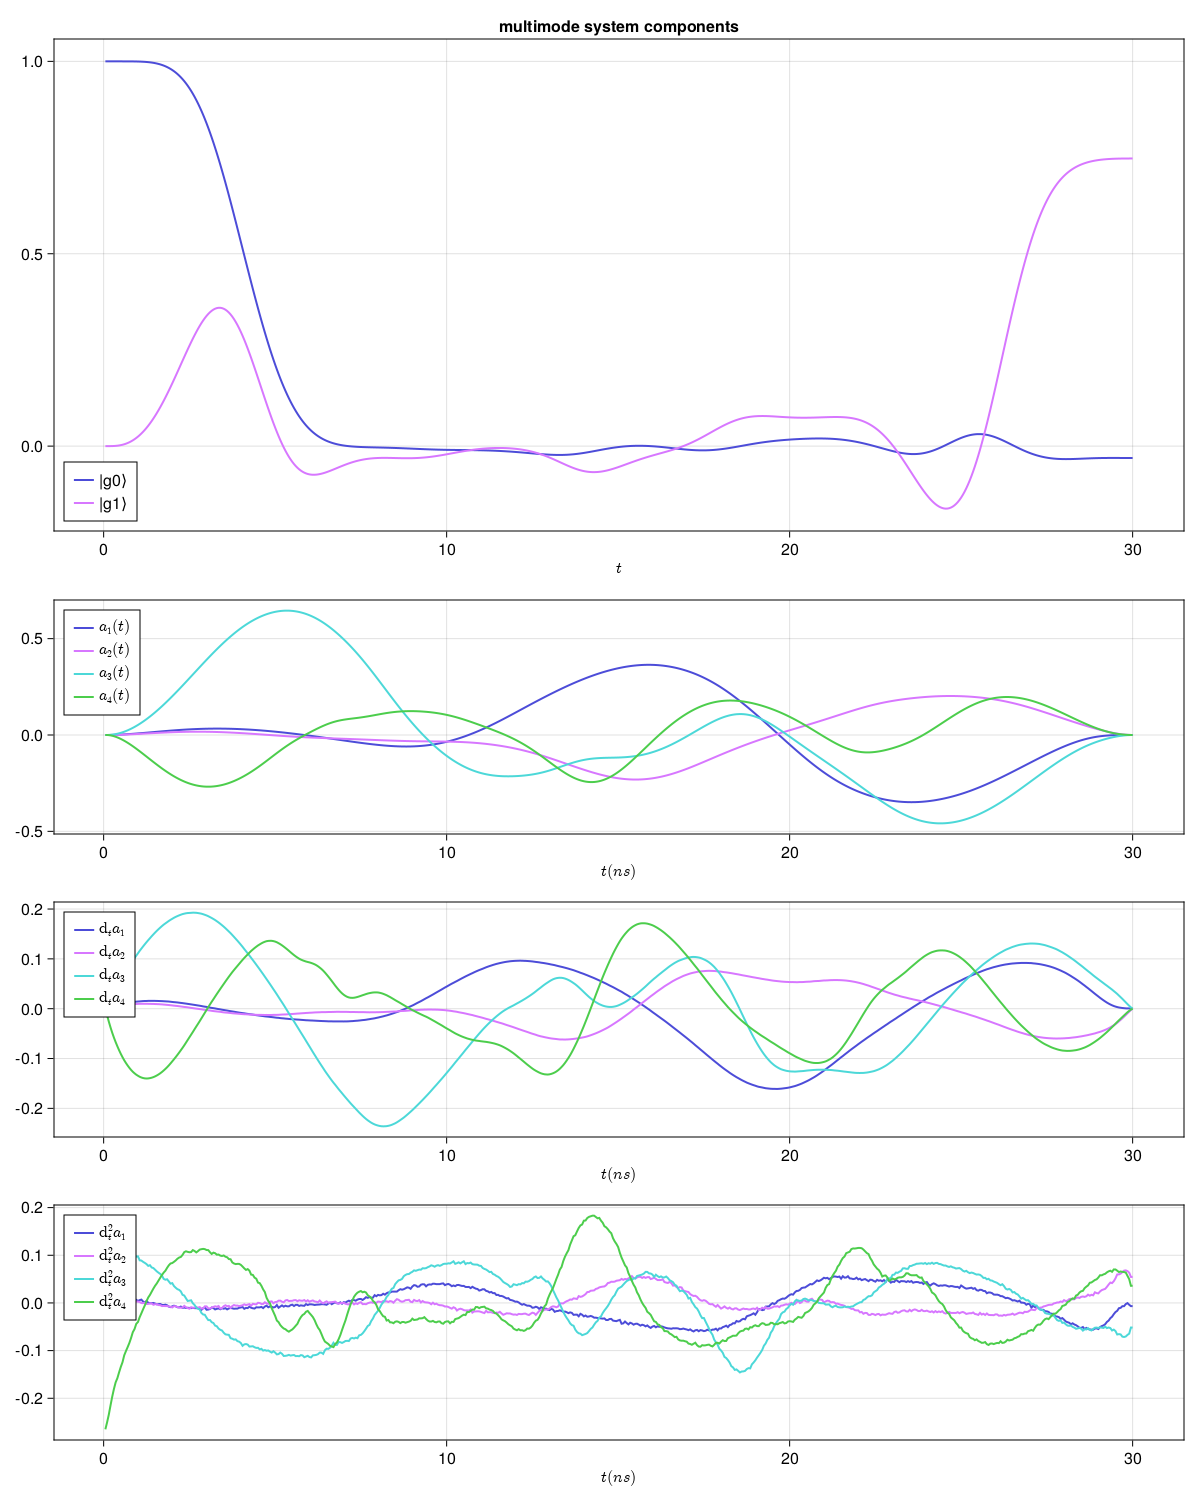 multimode system components
1.0
0.5
0.0
|g0⟩
|g1⟩
0 10 20 30
t
0.5
0.0
-0.5
a₁(t)
a₂(t)
a₃(t)
a₄(t)
0 10 20 30
t(ns)
0.2
0.1
0.0
-0.1
-0.2
dₜa₁
dₜa₂
dₜa₃
dₜa₄
0 10 20 30
t(ns)
0.2
0.1
0.0
-0.1
-0.2
d²ₜa₁
d²ₜa₂
d²ₜa₃
d²ₜa₄
0 10 20 30
t(ns)